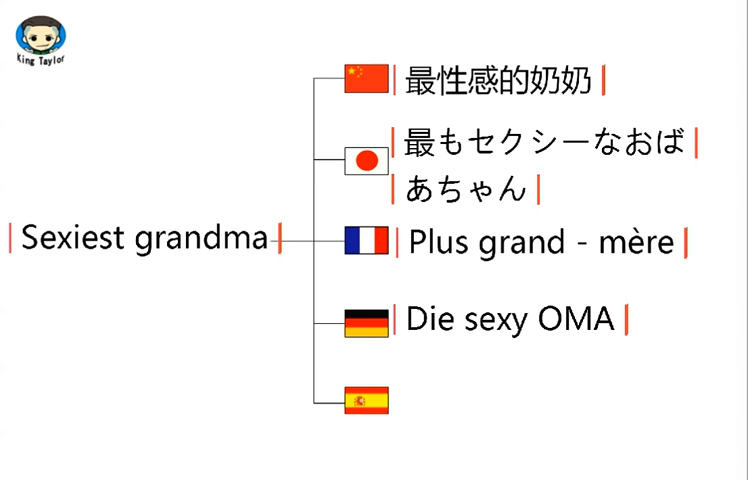 King Taylor
最性感的奶奶
最もセクシーなおば
あちゃん
Sexiest grandma
Plus grand - mère
Die sexy OMA